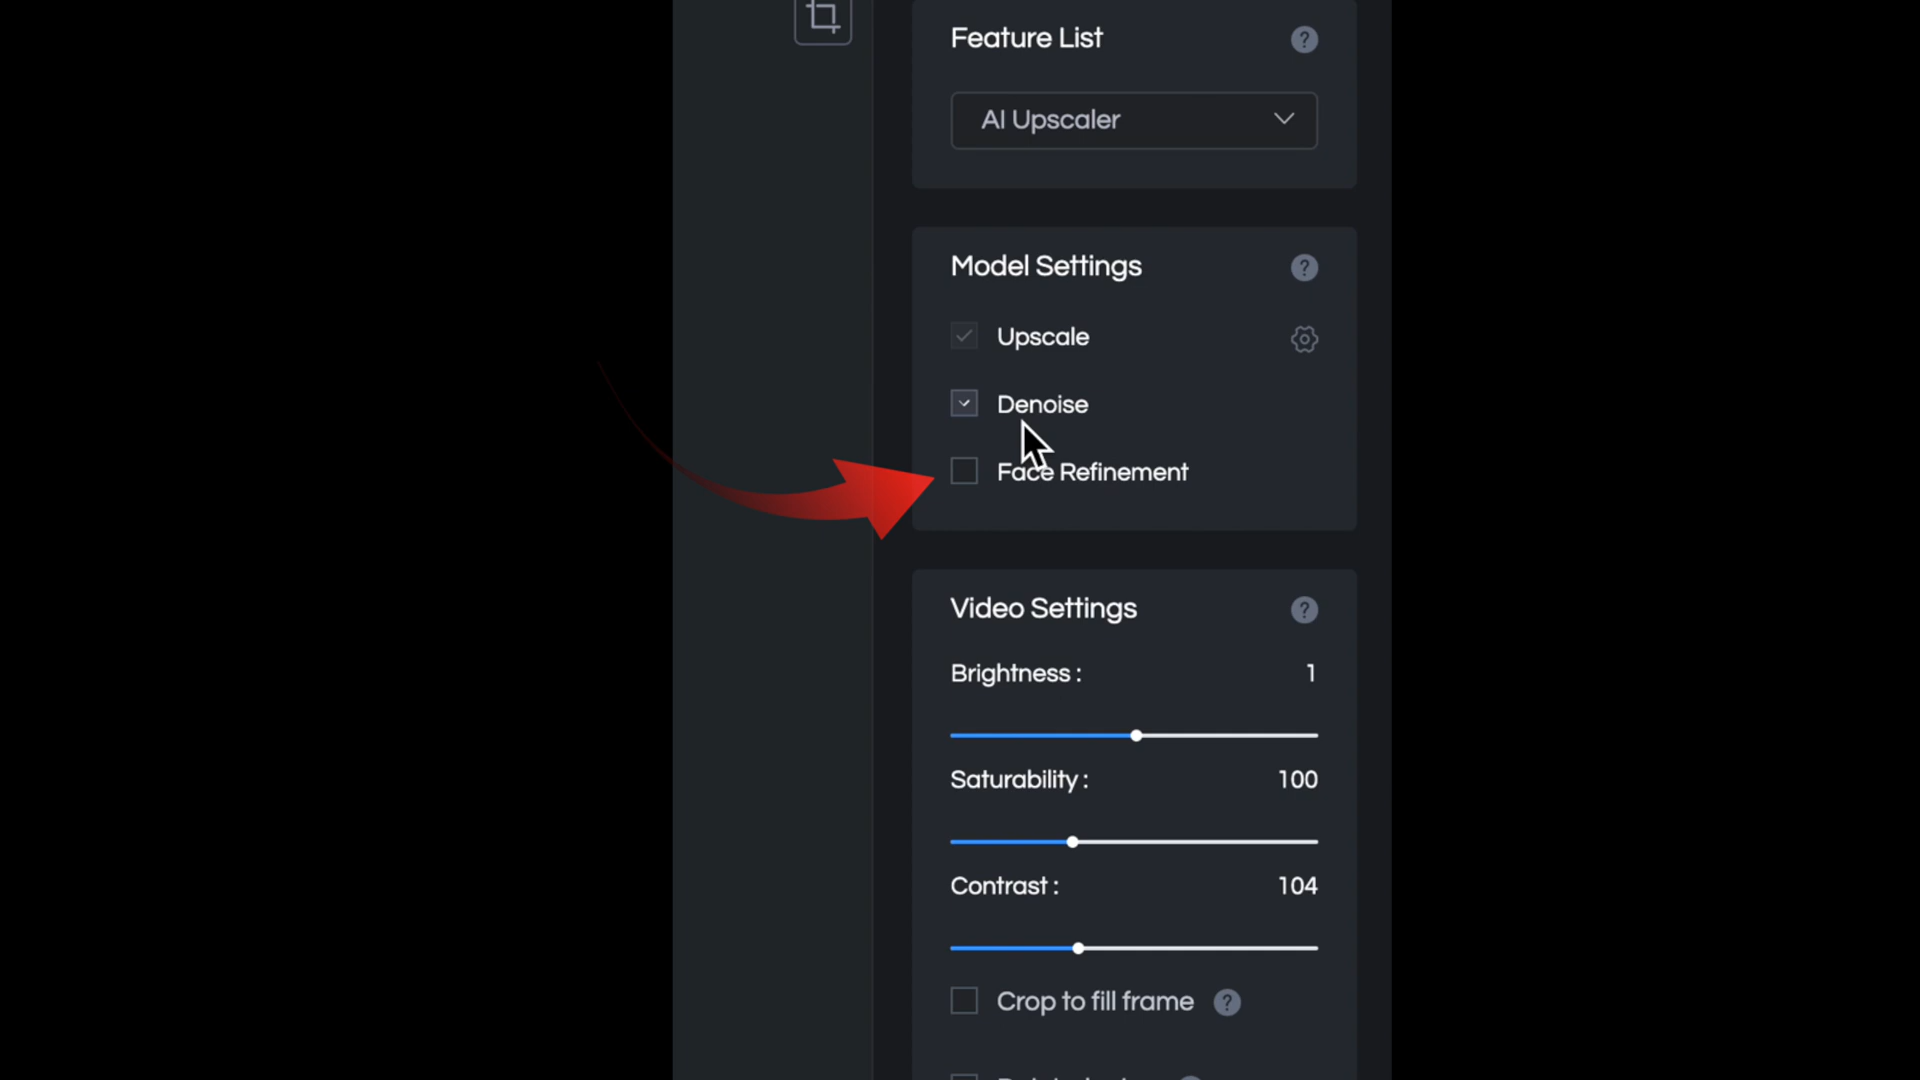 Feature List
?
AI Upscaler
Model Settings
?
Upscale
Denoise
Face Refinement
Video Settings
?
Brightness : 1
Saturability : 100
Contrast : 104
Crop to fill frame ?